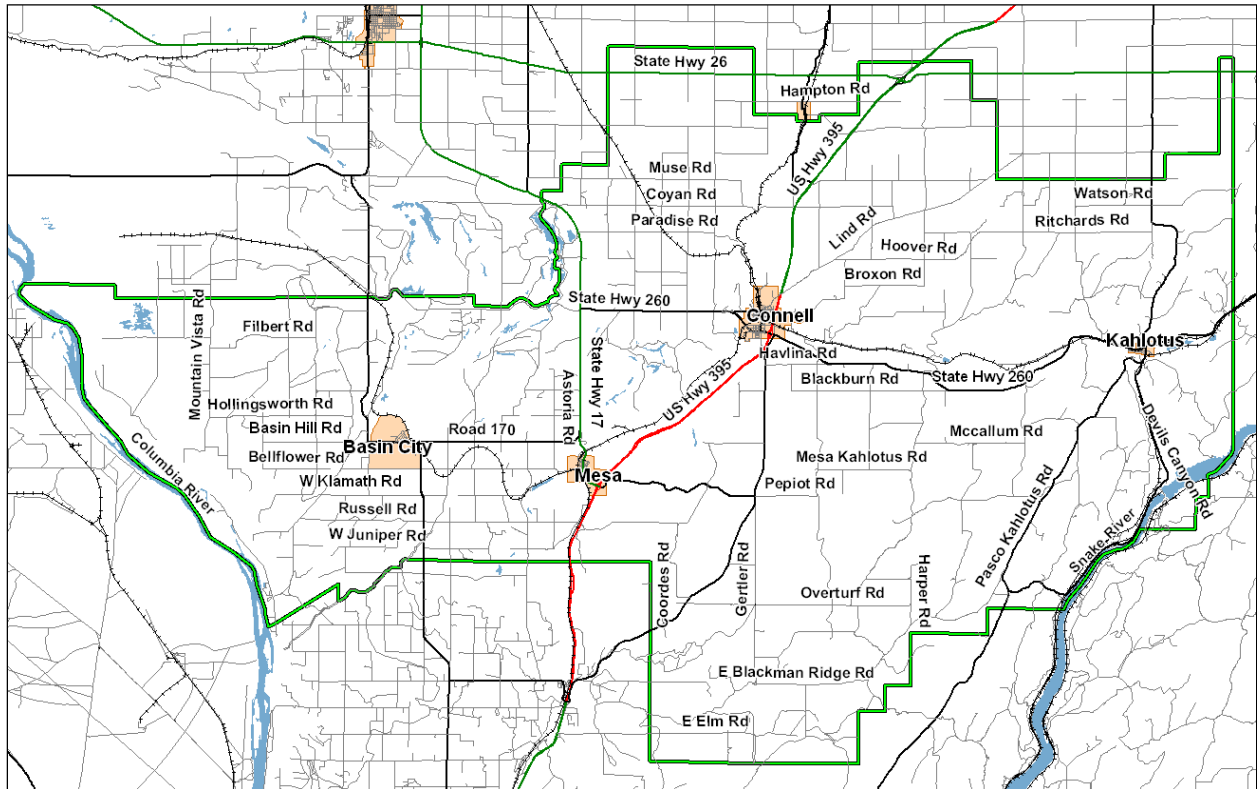 State Hwy 26
Hampton Rd
US Hwy 395
Muse Rd
Coyan Rd
Paradise Rd
Watson Rd
Ritchards Rd
Lind Rd
Hoover Rd
Broxon Rd
State Hwy 260
Mountain Vista Rd
Filbert Rd
Connell
Kahlotus
Havlina Rd
Blackburn Rd
State Hwy 260
State Hwy 17
US Hwy 395
Astoria Rd
Hollingsworth Rd
Basin Hill Rd
Road 170
Basin City
Bellflower Rd
W Klamath Rd
Mesa
Mccallum Rd
Mesa Kahlotus Rd
Pepiot Rd
Devils Canyon Rd
Columbia River
Russell Rd
W Juniper Rd
Pasco Kahlotus Rd
Snake River
Coordes Rd
Gertler Rd
Harper Rd
Overturf Rd
E Blackman Ridge Rd
E Elm Rd